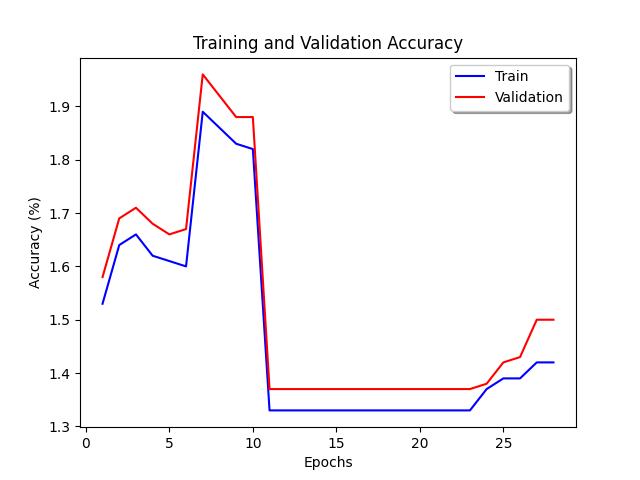 Training and Validation Accuracy
Train
Validation
Accuracy (%)
1.9
1.8
1.7
1.6
1.5
1.4
1.3
0 5 10 15 20 25
Epochs